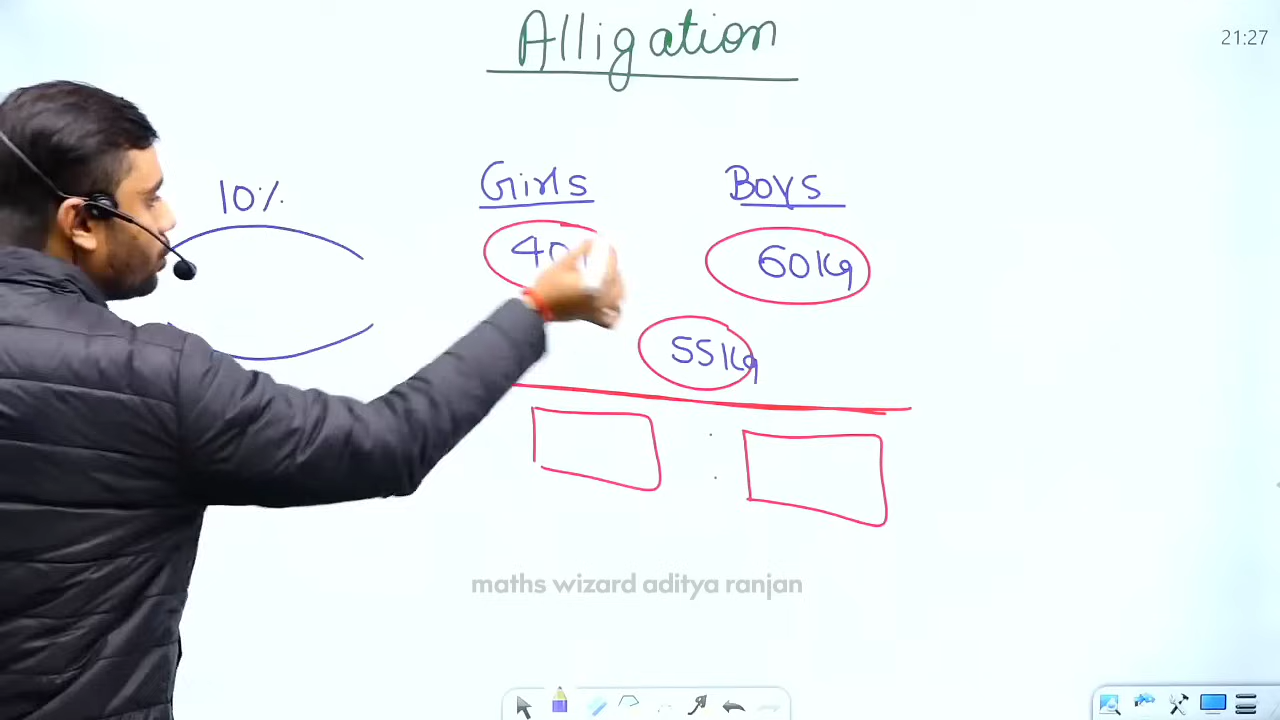 Alligation
21:27
10%
Girls
Boys
60Kg
55Kg
:
maths wizard aditya ranjan